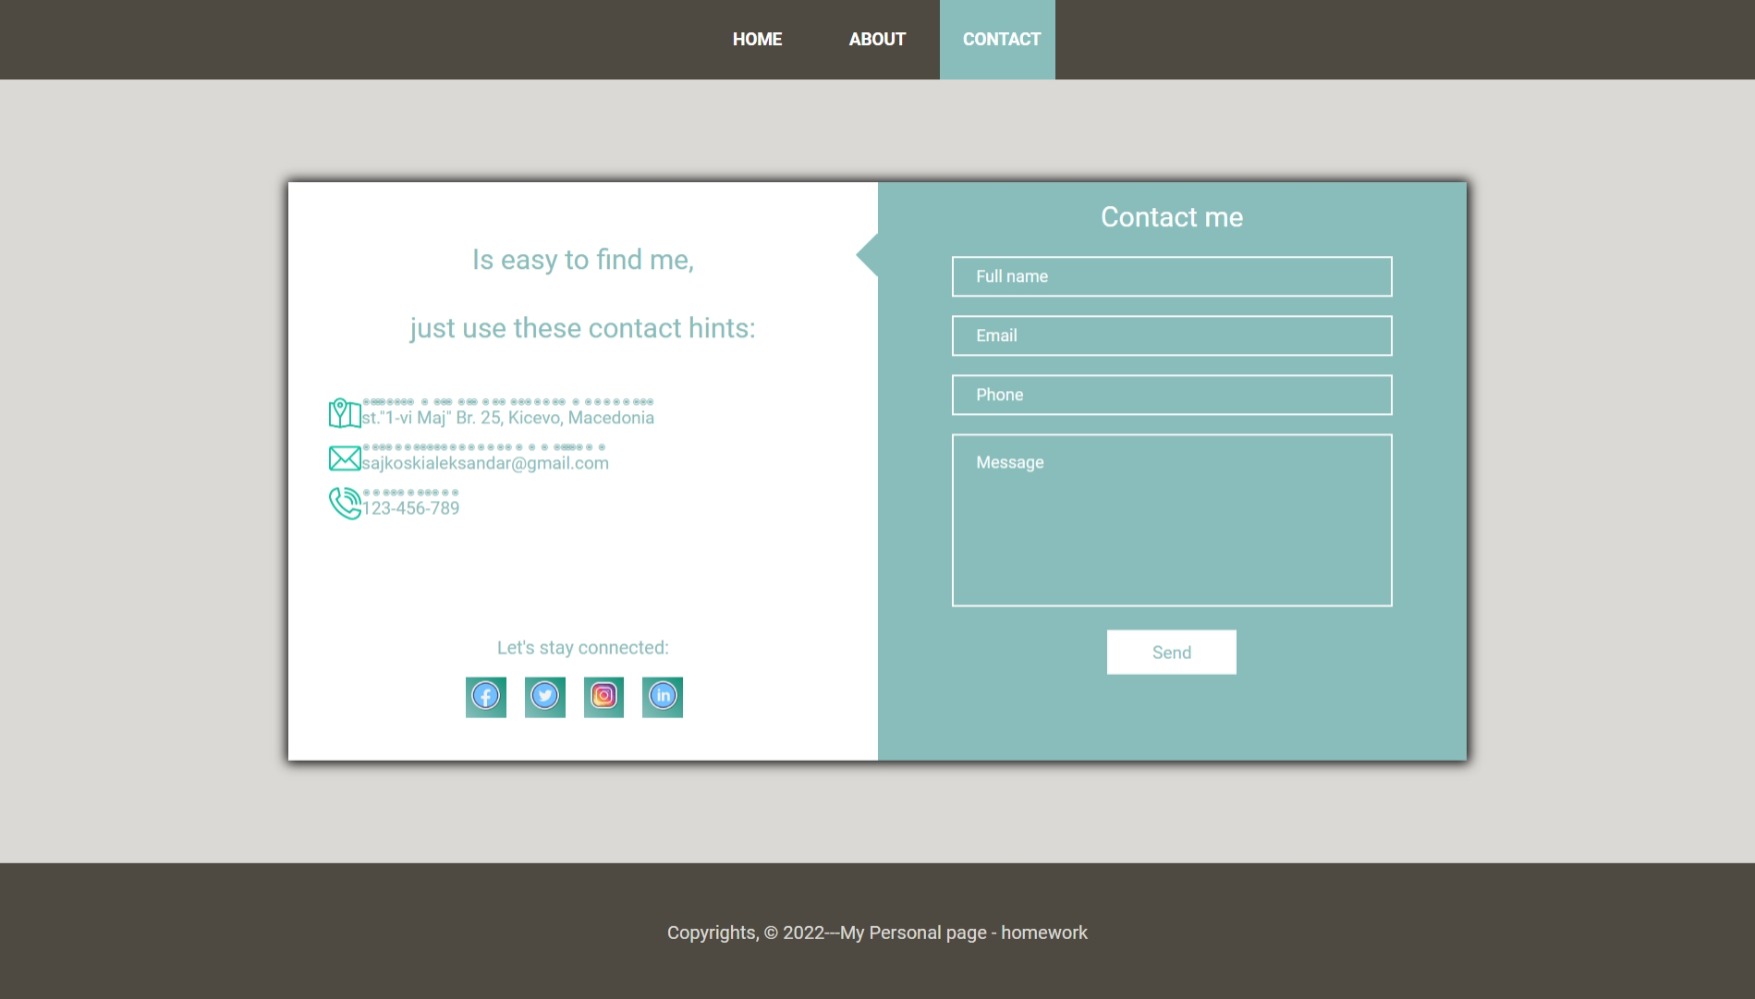 HOME ABOUT CONTACT
Is easy to find me,
just use these contact hints:
st."1-vi Maj" Br. 25, Kicevo, Macedonia
sajkoskialeksandar@gmail.com
123-456-789
Let's stay connected:
Contact me
Full name
Email
Phone
Message
Send
Copyrights, © 2022---My Personal page - homework